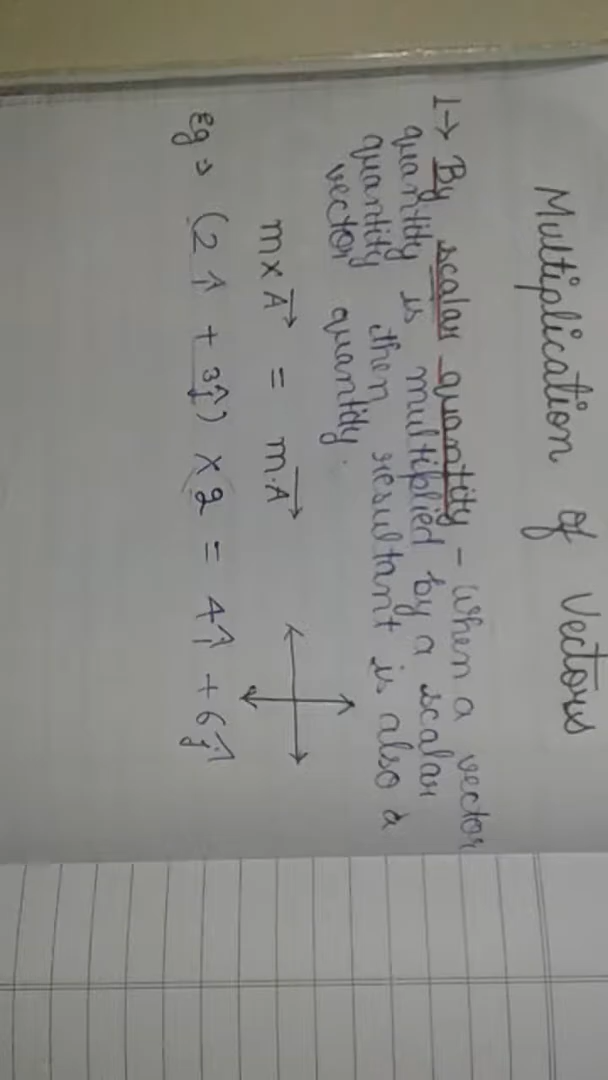 Multiplication of Vectors
1→ By scalar quantity - when a vector
quantity is multiplied by a scalar
quantity then resultant is also a
vector quantity.
m×A⃗ = m.A⃗
eg → (2î + 3ĵ) × 2 = 4î + 6ĵ